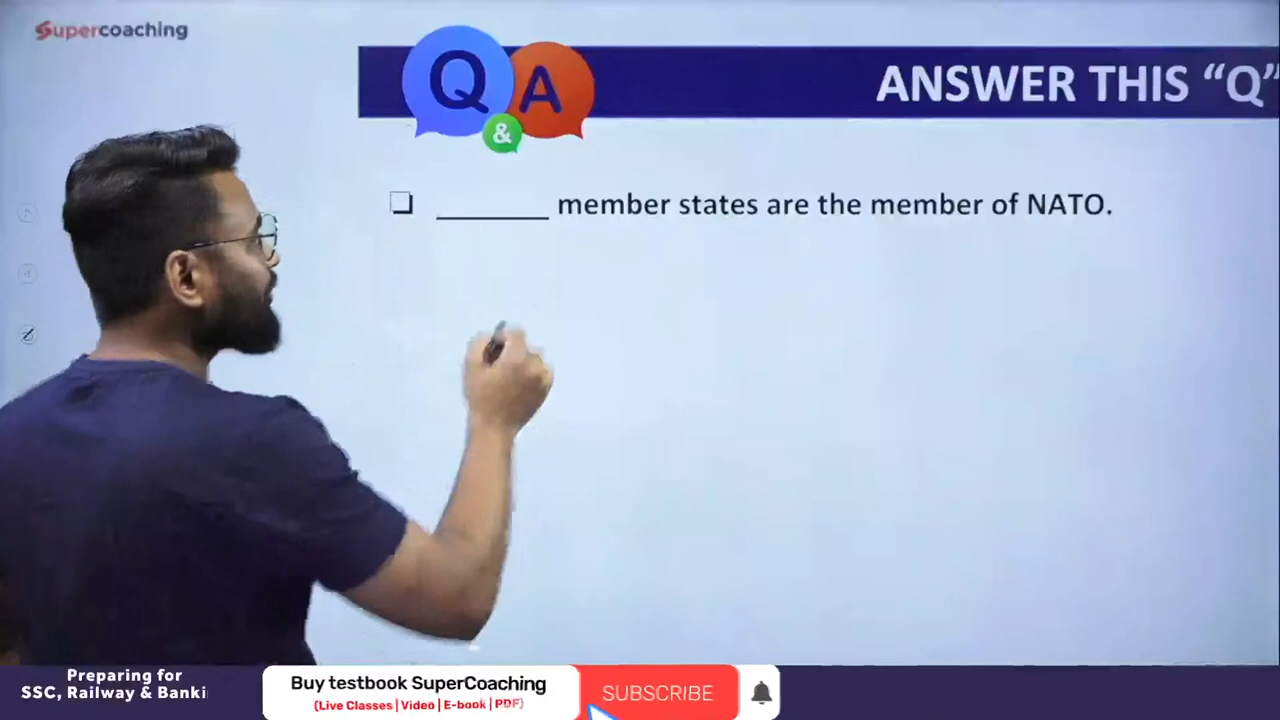 Supercoaching
Q & A
ANSWER THIS “Q”
_______ member states are the member of NATO.
Preparing for
SSC, Railway & Banki
Buy testbook SuperCoaching
(Live Classes | Video | E-book | PDF)
SUBSCRIBE